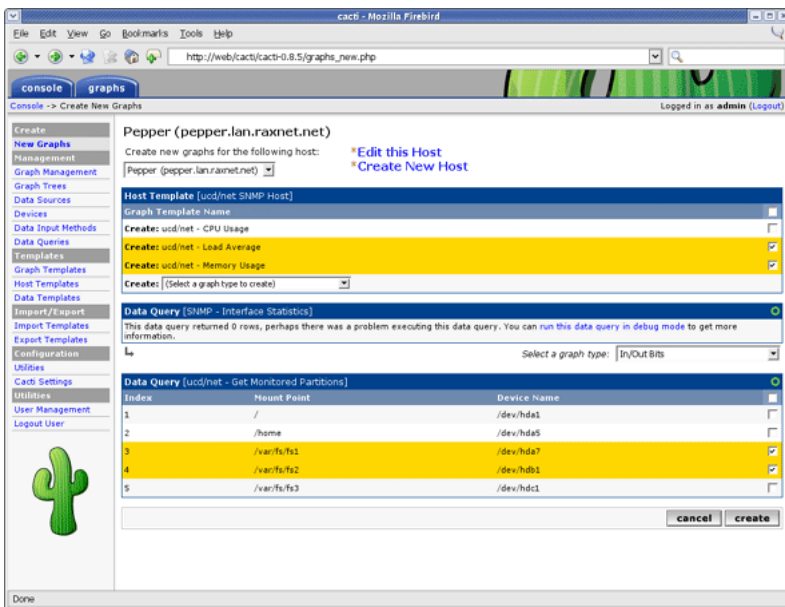 cacti - Mozilla Firebird
File Edit View Go Bookmarks Tools Help
http://web/cacti/cacti-0.8.5/graphs_new.php
console graphs
Console -> Create New Graphs Logged in as admin (Logout)
Create
New Graphs
Management
Graph Management
Graph Trees
Data Sources
Devices
Data Input Methods
Data Queries
Templates
Graph Templates
Host Templates
Data Templates
Import/Export
Import Templates
Export Templates
Configuration
Utilities
Cacti Settings
Utilities
User Management
Logout User
Pepper (pepper.lan.raxnet.net)
Create new graphs for the following host:
Pepper (pepper.lan.raxnet.net)
*Edit this Host
*Create New Host
Host Template [ucd/net SNMP Host]
Graph Template Name
Create: ucd/net - CPU Usage
Create: ucd/net - Load Average
Create: ucd/net - Memory Usage
Create: (Select a graph type to create)
Data Query [SNMP - Interface Statistics]
This data query returned 0 rows, perhaps there was a problem executing this data query. You can run this data query in debug mode to get more
information.
Select a graph type: In/Out Bits
Data Query [ucd/net - Get Monitored Partitions]
Index Mount Point Device Name
1 / /dev/hda1
2 /home /dev/hda5
3 /var/fs/fs1 /dev/hda7
4 /var/fs/fs2 /dev/hdb1
5 /var/fs/fs3 /dev/hdc1
cancel create
Done